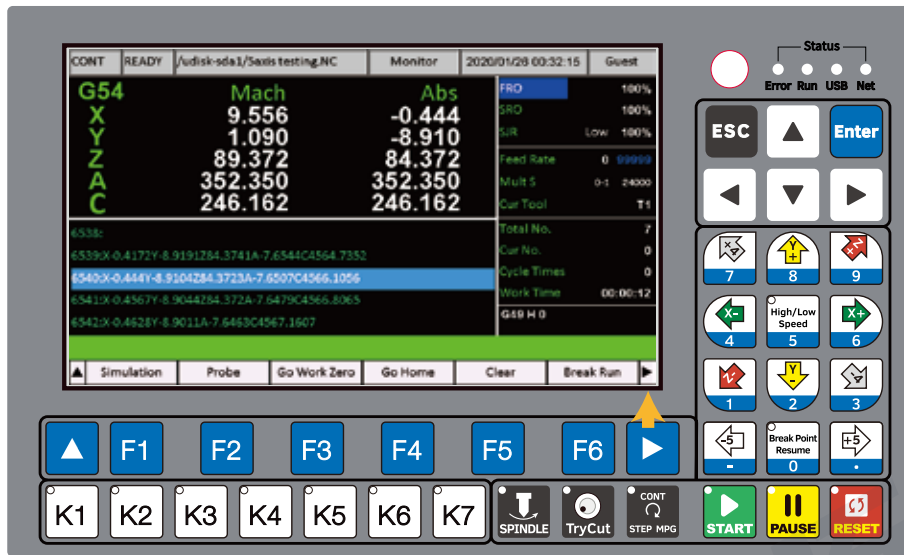 CONT READY /udisk-sda1/5axis testing.NC Monitor 2020/01/26 00:32:15 Guest
G54 Mach Abs
X 9.556 -0.444
Y 1.090 -8.910
Z 89.372 84.372
A 352.350 352.350
C 246.162 246.162
FRO 100%
SRO 100%
SJR Low 100%
Feed Rate 0 99999
Mult S 0-1 24000
Cur Tool T1
Total No. 7
Cur No. 0
Cycle Times 0
Work Time 00:00:12
G49 H 0
6538:
6539:X-0.4172Y-8.9191Z84.3741A-7.6544C4564.7352
6540:X-0.444Y-8.9104Z84.3723A-7.6507C4566.1056
6541:X-0.4567Y-8.9044Z84.372A-7.6479C4566.8065
6542:X-0.4628Y-8.9011A-7.6463C4567.1607
Simulation Probe Go Work Zero Go Home Clear Break Run
F1 F2 F3 F4 F5 F6
K1 K2 K3 K4 K5 K6 K7
SPINDLE
TryCut
CONT
STEP MPG
Status
Error Run USB Net
ESC Enter
7
Y
+
8
9
X-
4
High/Low
Speed
5
X+
6
1
Y
-
2
3
-5
-
Break Point
Resume
0
+5
.
START
PAUSE
RESET